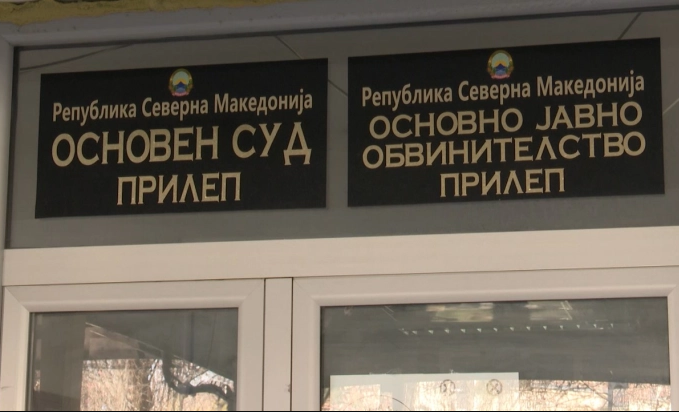 Република Северна Македонија
ОСНОВЕН СУД
ПРИЛЕП
Република Северна Македонија
ОСНОВНО ЈАВНО
ОБВИНИТЕЛСТВО
ПРИЛЕП